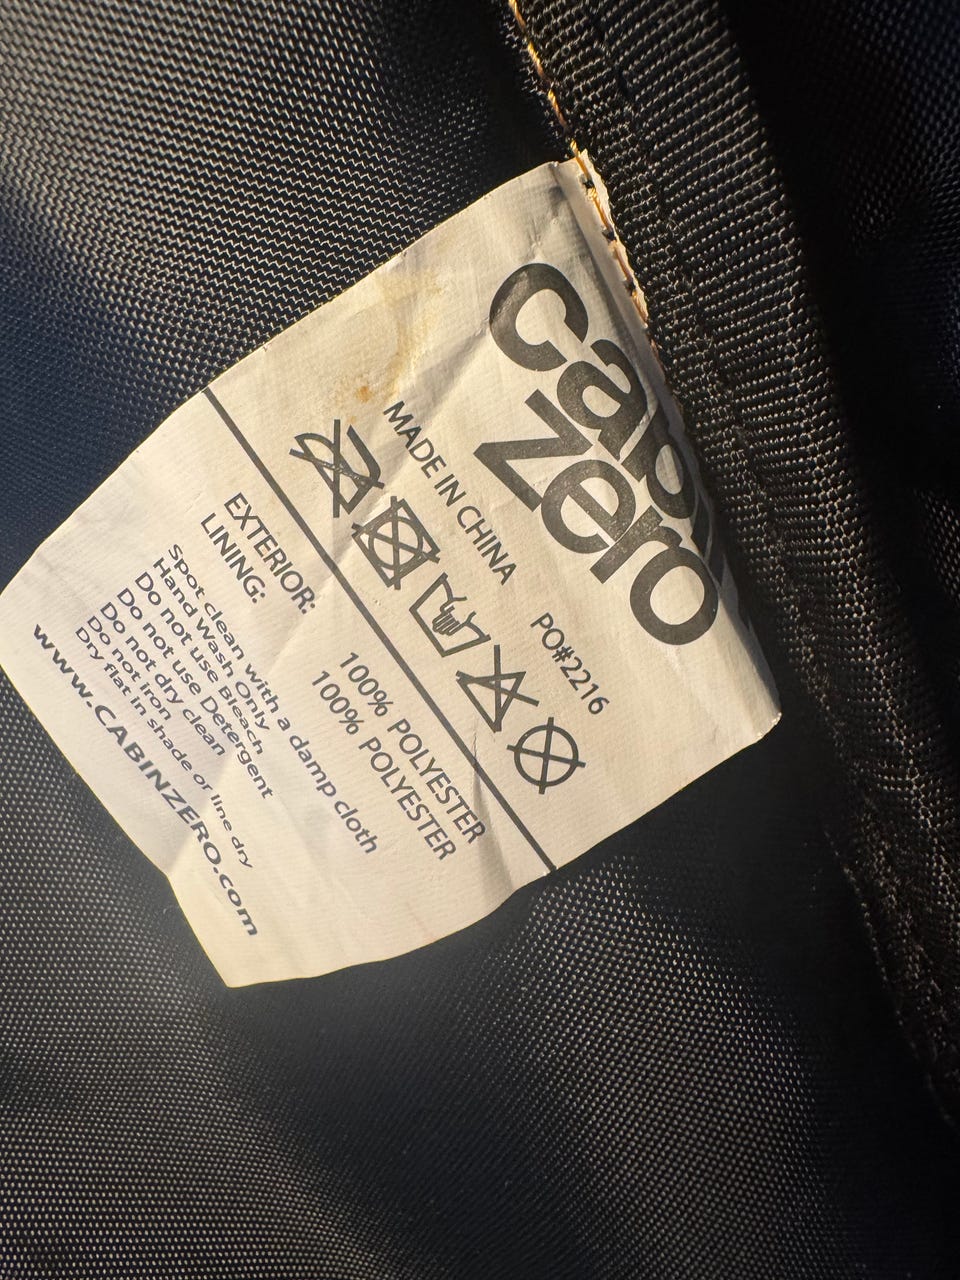 cabin
zero
PO#2216
MADE IN CHINA
EXTERIOR: 100% POLYESTER
LINING: 100% POLYESTER
Spot clean with a damp cloth
Hand wash Only
Do not use Bleach
Do not use Detergent
Do not dry clean
Do not iron
Dry flat in shade or line dry
www.CABINZERO.com